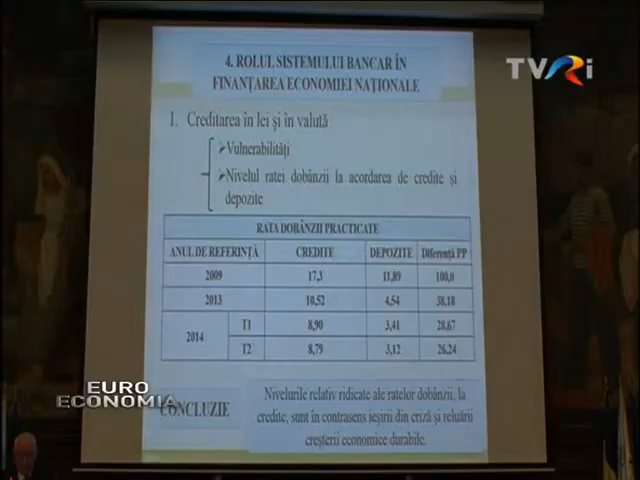 4. ROLUL SISTEMULUI BANCAR ÎN
FINANȚAREA ECONOMIEI NAȚIONALE
TVRi
1. Creditarea în lei și în valută
➢Vulnerabilități
➢Nivelul ratei dobânzii la acordarea de credite și
depozite
RATA DOBÂNZII PRACTICATE
ANUL DE REFERINȚĂ CREDITE DEPOZITE Diferență PP
2009 17,3 11,89 100,0
2013 10,52 4,54 38,18
2014 T1 8,90 3,41 28,67
T2 8,79 3,12 26,24
EURO
ECONOMIA
CONCLUZIE
Nivelurile relativ ridicate ale ratelor dobânzii, la
credite, sunt în contrasens ieșirii din criză și reluării
creșterii economice durabile.